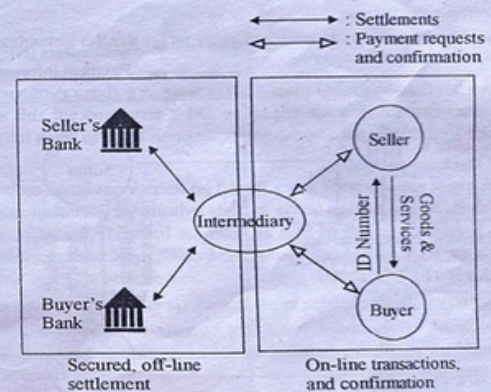 : Settlements
: Payment requests
and confirmation
Seller's
Bank
Seller
Intermediary
ID Number
Goods &
Services
Buyer's
Bank
Buyer
Secured, off-line
settlement
On-line transactions,
and confirmation